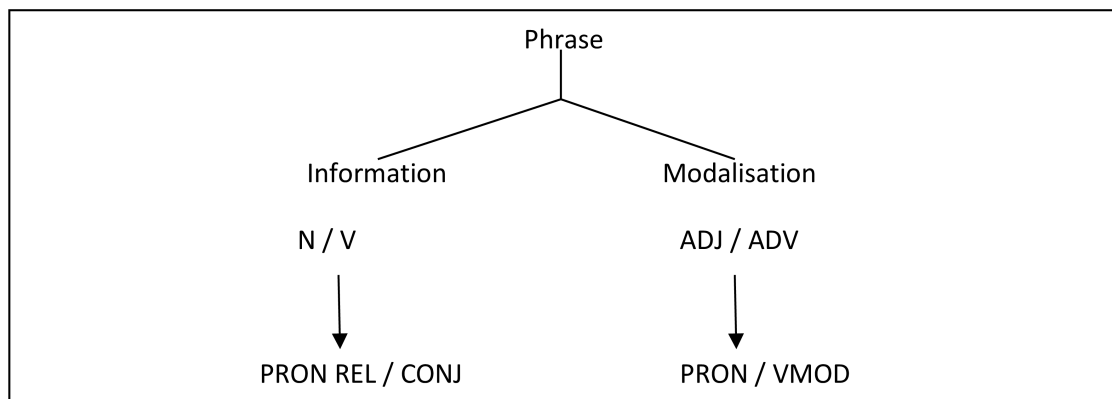 Phrase
Information Modalisation
N / V ADJ / ADV
PRON REL / CONJ PRON / VMOD